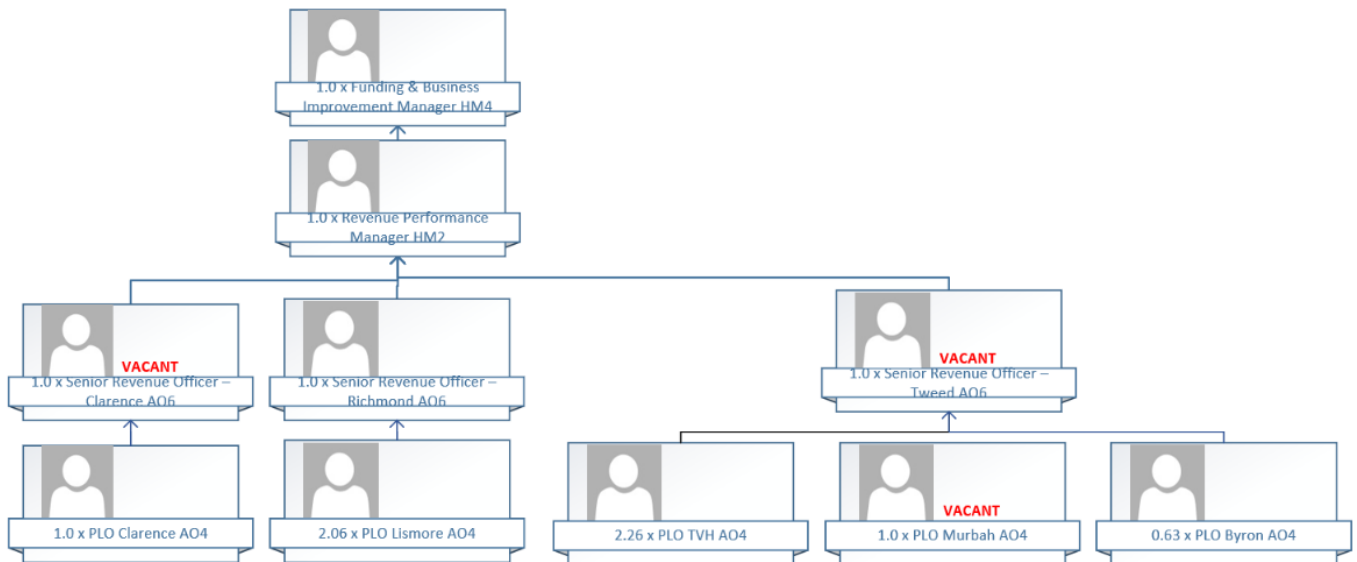 1.0 x Funding & Business
Improvement Manager HM4
1.0 x Revenue Performance
Manager HM2
VACANT
1.0 x Senior Revenue Officer –
Clarence AO6
1.0 x Senior Revenue Officer –
Richmond AO6
VACANT
1.0 x Senior Revenue Officer –
Tweed AO6
1.0 x PLO Clarence AO4
2.06 x PLO Lismore AO4
2.26 x PLO TVH AO4
VACANT
1.0 x PLO Murbah AO4
0.63 x PLO Byron AO4